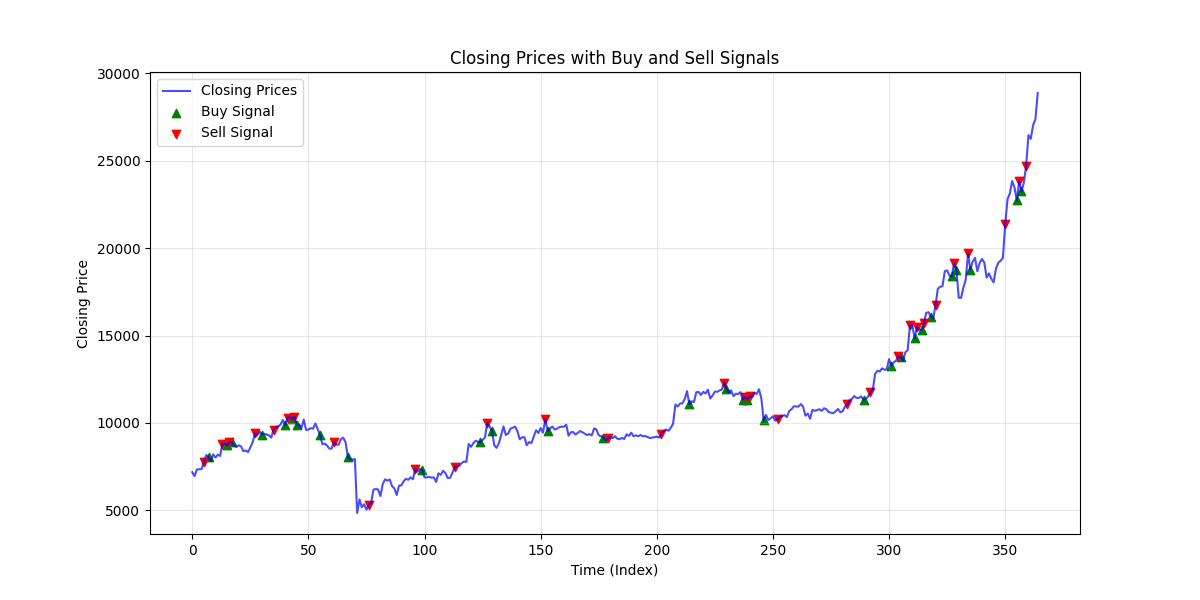 Closing Prices with Buy and Sell Signals
Closing Prices
Buy Signal
Sell Signal
Closing Price
30000
25000
20000
15000
10000
5000
0 50 100 150 200 250 300 350
Time (Index)